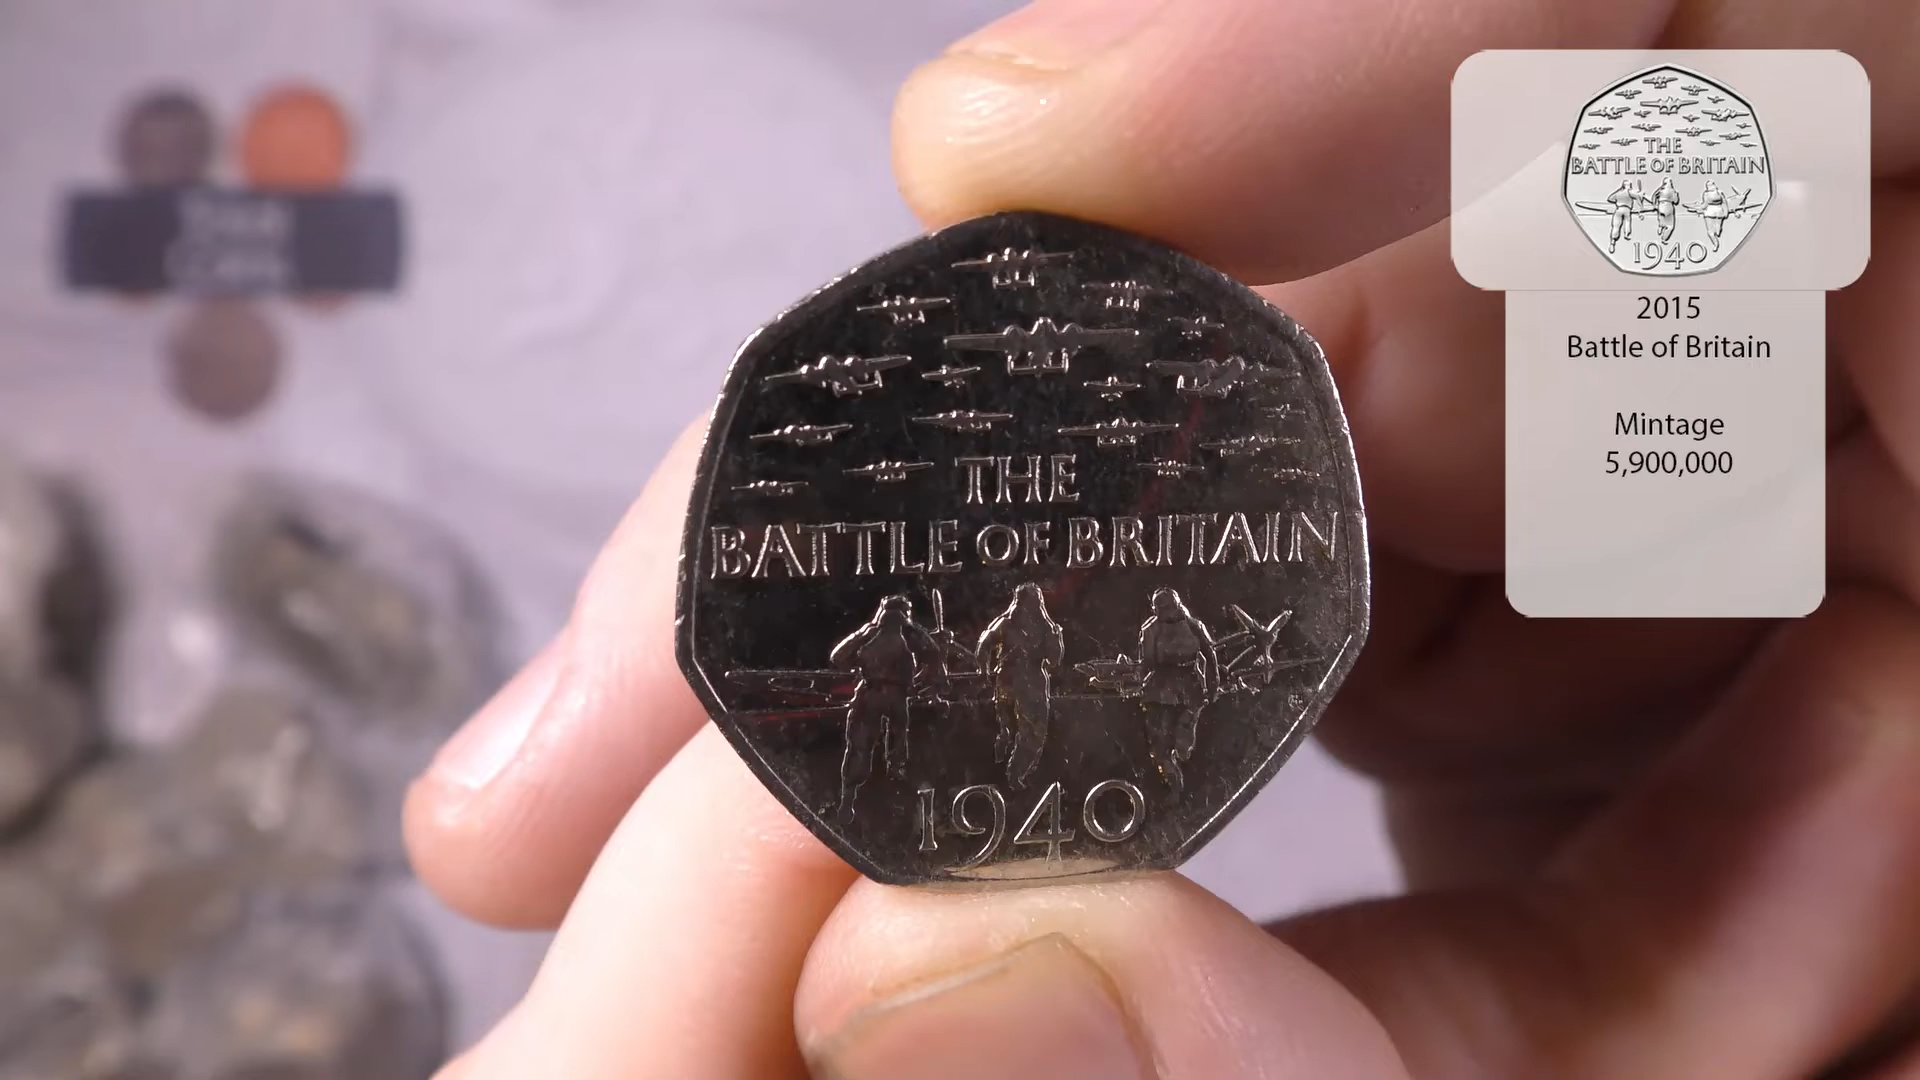 THE
BATTLE OF BRITAIN
1940
THE
BATTLE OF BRITAIN
1940
2015
Battle of Britain
Mintage
5,900,000